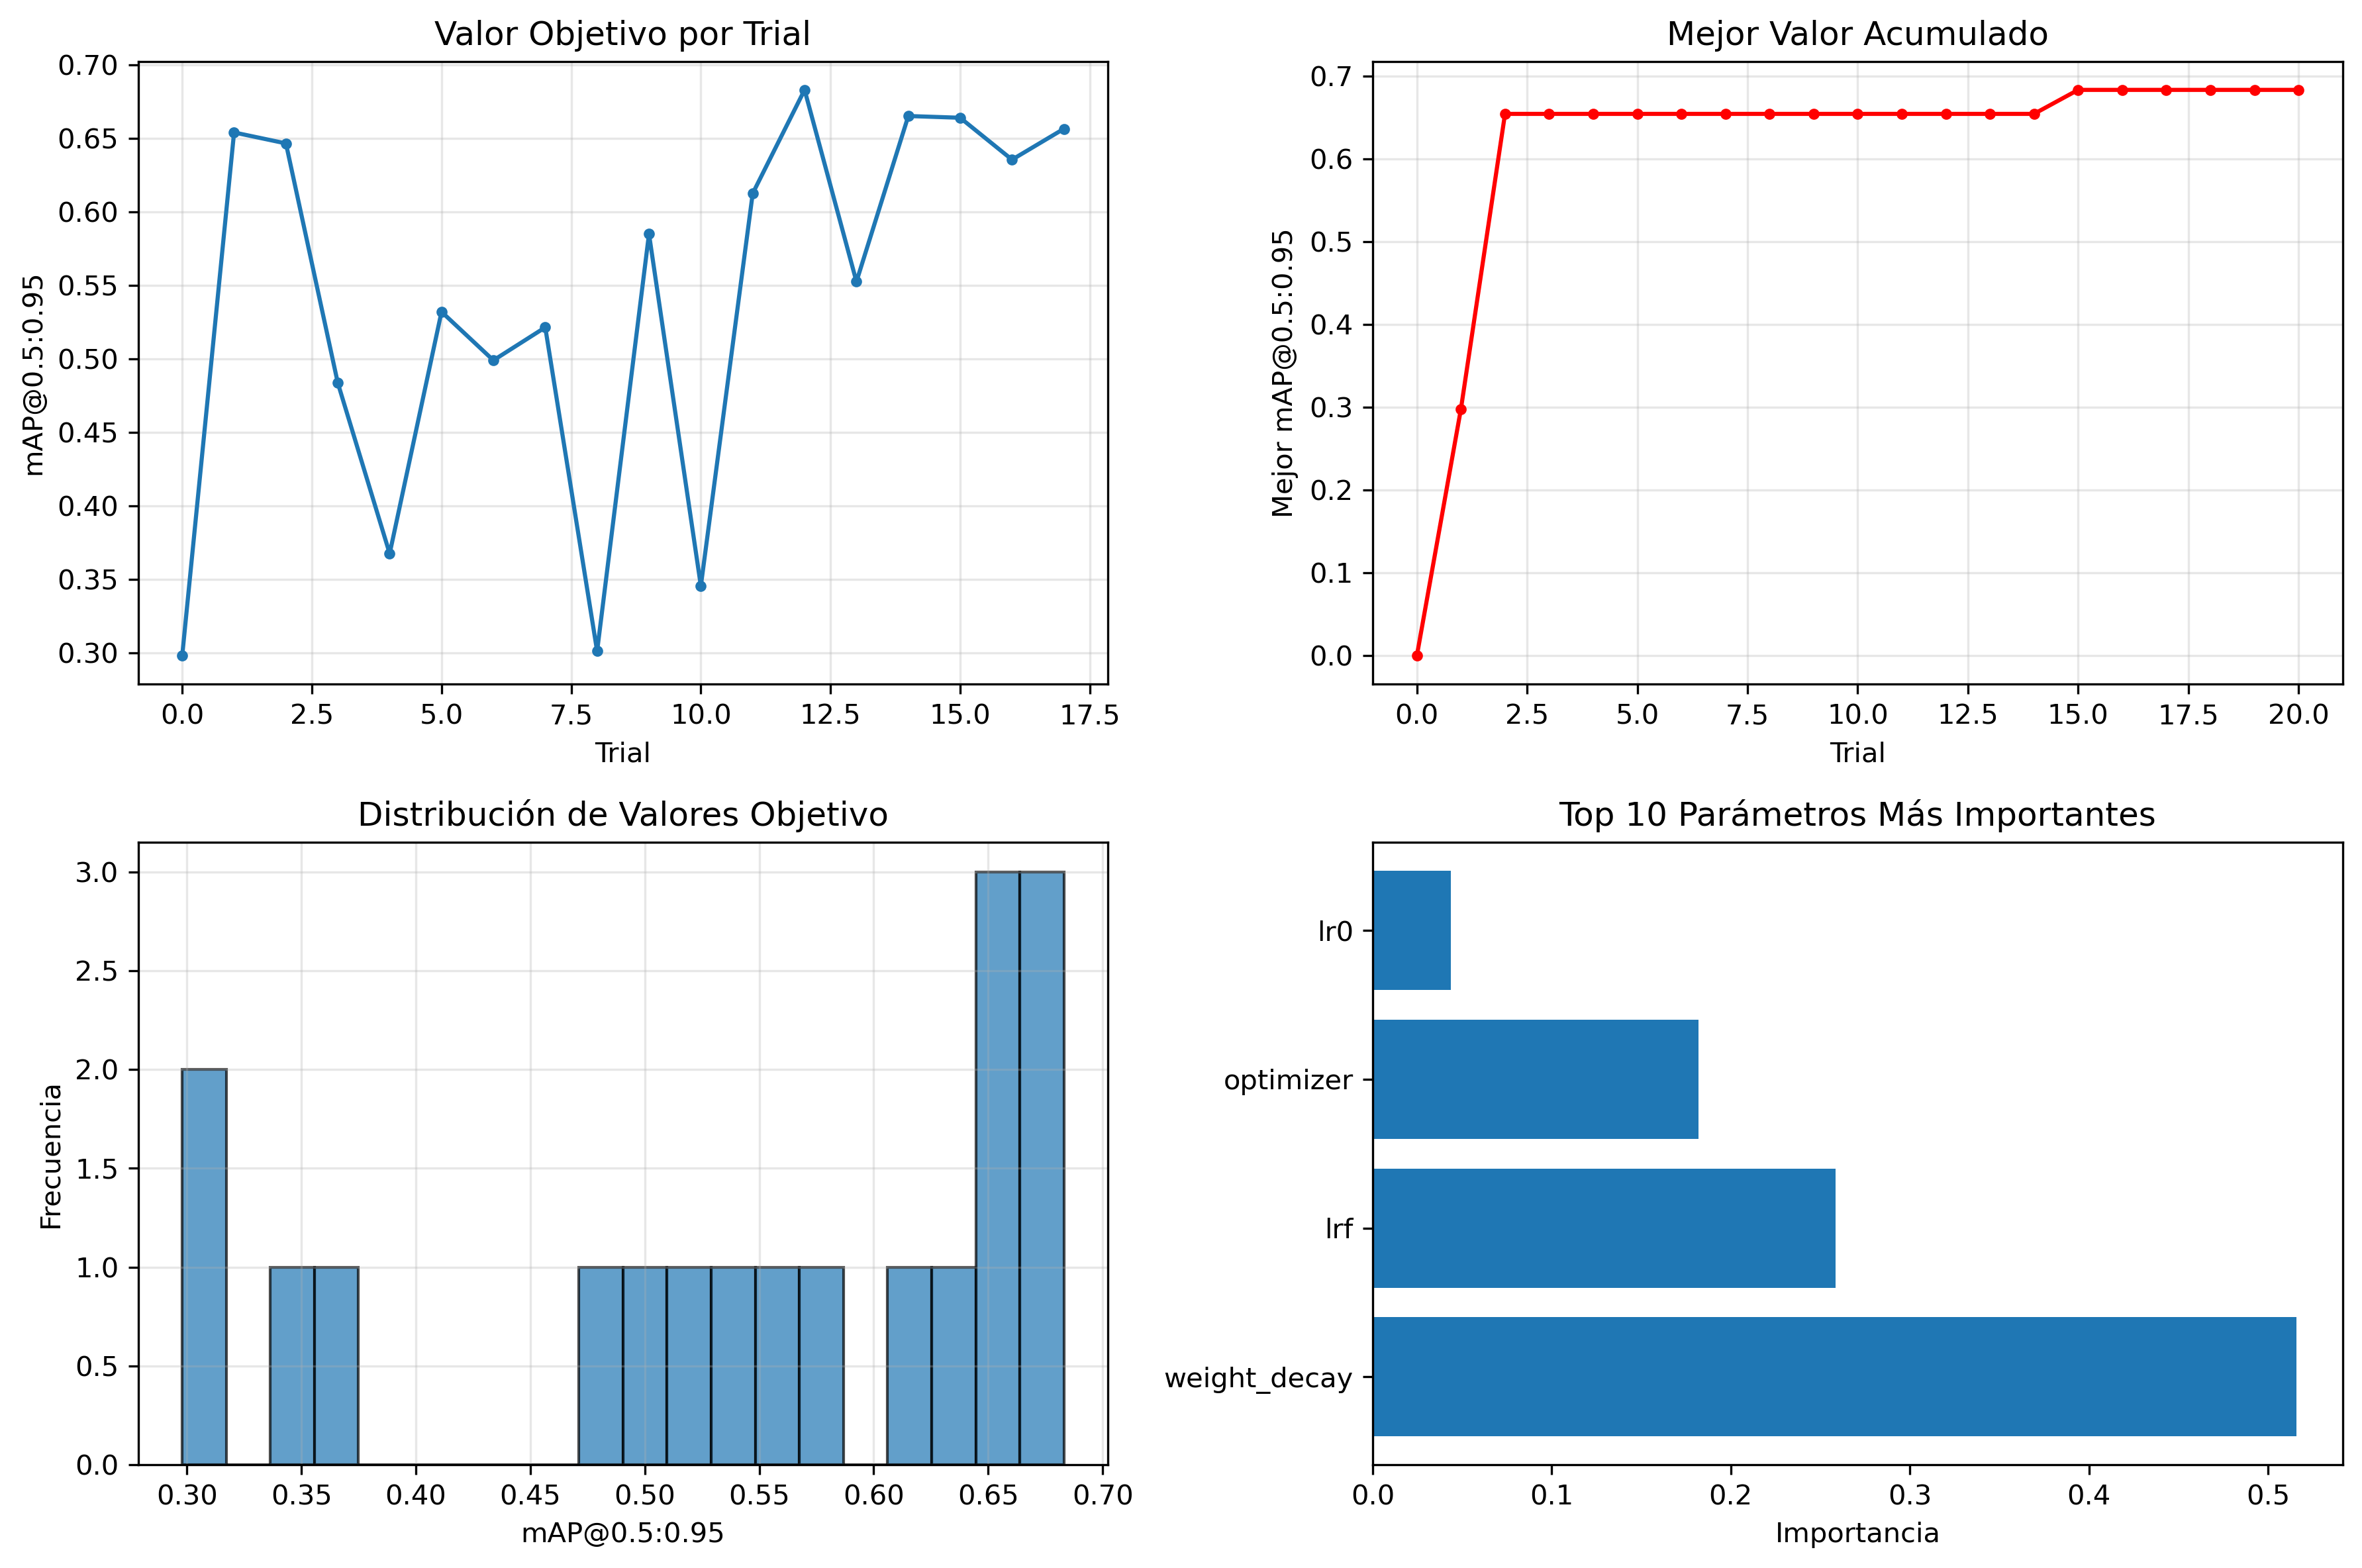 Valor Objetivo por Trial
mAP@0.5:0.95
0.70
0.65
0.60
0.55
0.50
0.45
0.40
0.35
0.30
0.0 2.5 5.0 7.5 10.0 12.5 15.0 17.5
Trial
Mejor Valor Acumulado
Mejor mAP@0.5:0.95
0.7
0.6
0.5
0.4
0.3
0.2
0.1
0.0
0.0 2.5 5.0 7.5 10.0 12.5 15.0 17.5 20.0
Trial
Distribución de Valores Objetivo
Frecuencia
3.0
2.5
2.0
1.5
1.0
0.5
0.0
0.30 0.35 0.40 0.45 0.50 0.55 0.60 0.65 0.70
mAP@0.5:0.95
Top 10 Parámetros Más Importantes
lr0
optimizer
lrf
weight_decay
0.0 0.1 0.2 0.3 0.4 0.5
Importancia